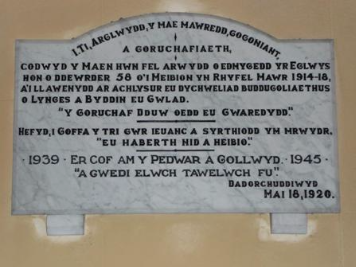 I. TI, ARGLWYDD, Y MAE MAWREDD, GOGONIANT,
A GORUCHAFIAETH,
CODWYD Y MAEN HWN FEL ARWYDD O EDMYGEDD YR EGLWYS
HON O DDEWRDER 58 O'I HEIBION YN RHYFEL MAWR 1914-18,
A'I LLAWENYDD AR ACHLYSUR EU DYCHWELIAD BUDDUGOLIAETHUS
O LYNGES A BYDDIN EU GWLAD.
"Y GORUCHAF DDUW OEDD EU GWAREDYDD."
HEFYD, I GOFFA Y TRI GWR IEUANC A SYRTHIODD YM MRWYDR.
"EU HABERTH NID A HEIBIO."
· 1939 · ER COF AM Y PEDWAR A GOLLWYD. · 1945 ·
"A GWEDI ELWCH TAWELWCH FU".
DADORCHUDDIWYD
MAI 18, 1920.